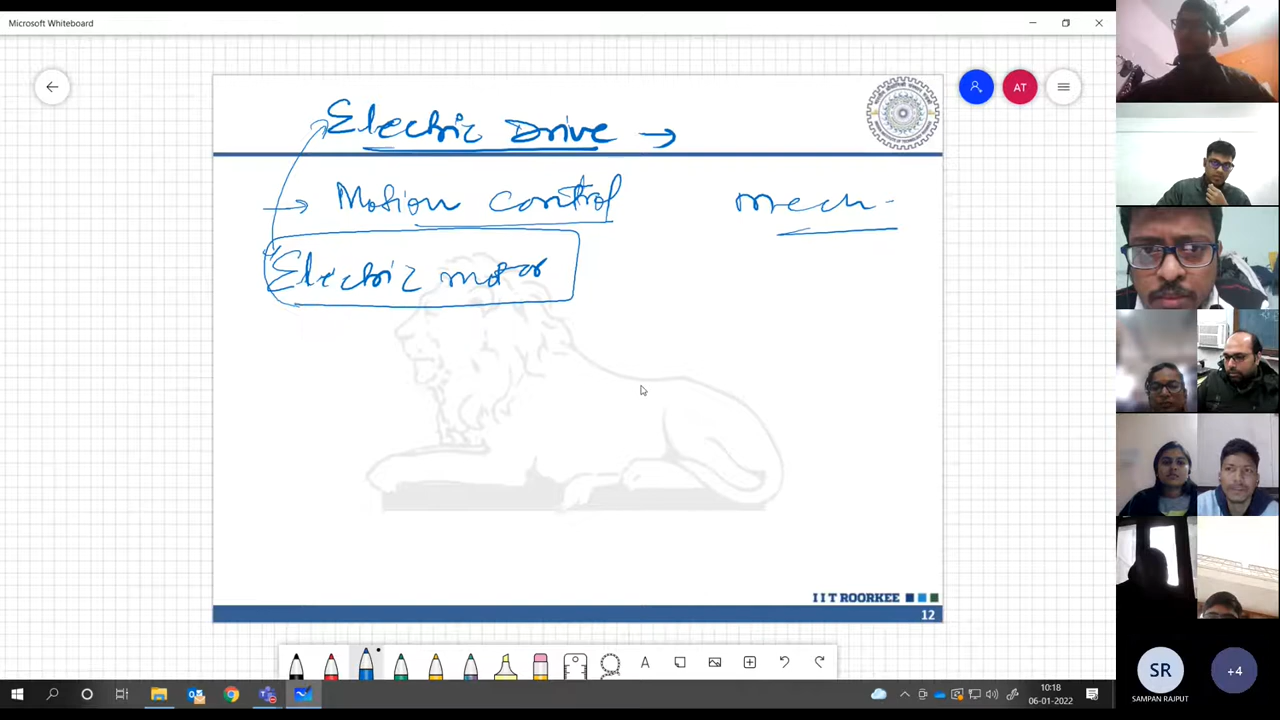 Microsoft Whiteboard
Electric Drive →
AT
→ Motion control mech.
Electric motor
IIT ROORKEE
12
A
SR
+4
SAMPAN RAJPUT
10:18
06-01-2022